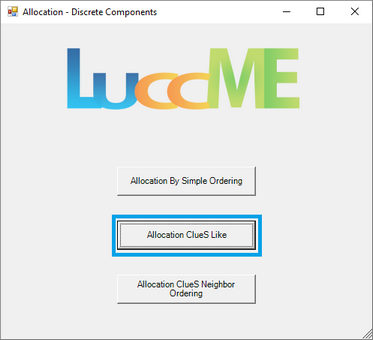 Allocation - Discrete Components
LuccME
Allocation By Simple Ordering
Allocation ClueS Like
Allocation ClueS Neighbor
Ordering